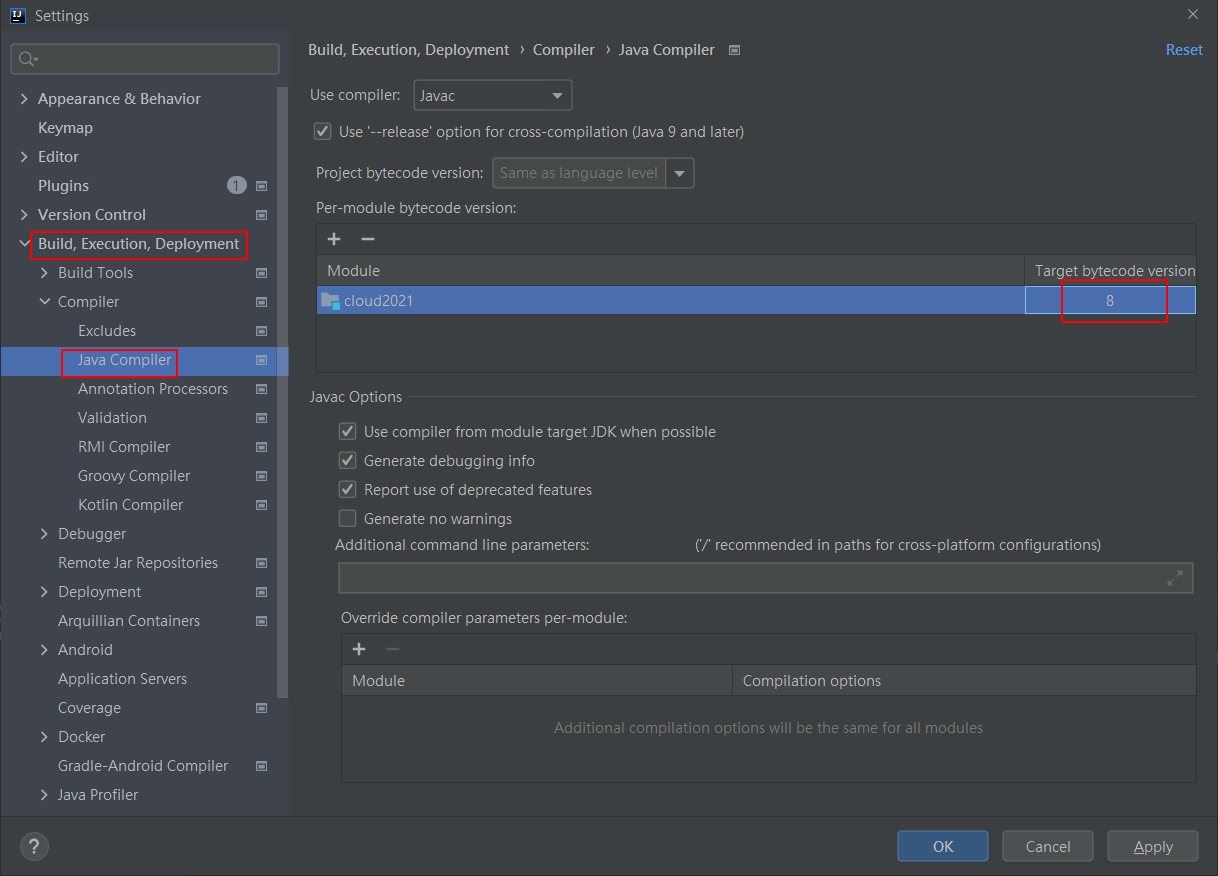 Settings
Appearance & Behavior
Keymap
Editor
Plugins 1
Version Control
Build, Execution, Deployment
Build Tools
Compiler
Excludes
Java Compiler
Annotation Processors
Validation
RMI Compiler
Groovy Compiler
Kotlin Compiler
Debugger
Remote Jar Repositories
Deployment
Arquillian Containers
Android
Application Servers
Coverage
Docker
Gradle-Android Compiler
Java Profiler
Build, Execution, Deployment › Compiler › Java Compiler Reset
Use compiler: Javac
Use '--release' option for cross-compilation (Java 9 and later)
Project bytecode version: Same as language level
Per-module bytecode version:
Module Target bytecode version
cloud2021 8
Javac Options
Use compiler from module target JDK when possible
Generate debugging info
Report use of deprecated features
Generate no warnings
Additional command line parameters: ('/' recommended in paths for cross-platform configurations)
Override compiler parameters per-module:
Module Compilation options
Additional compilation options will be the same for all modules
? OK Cancel Apply